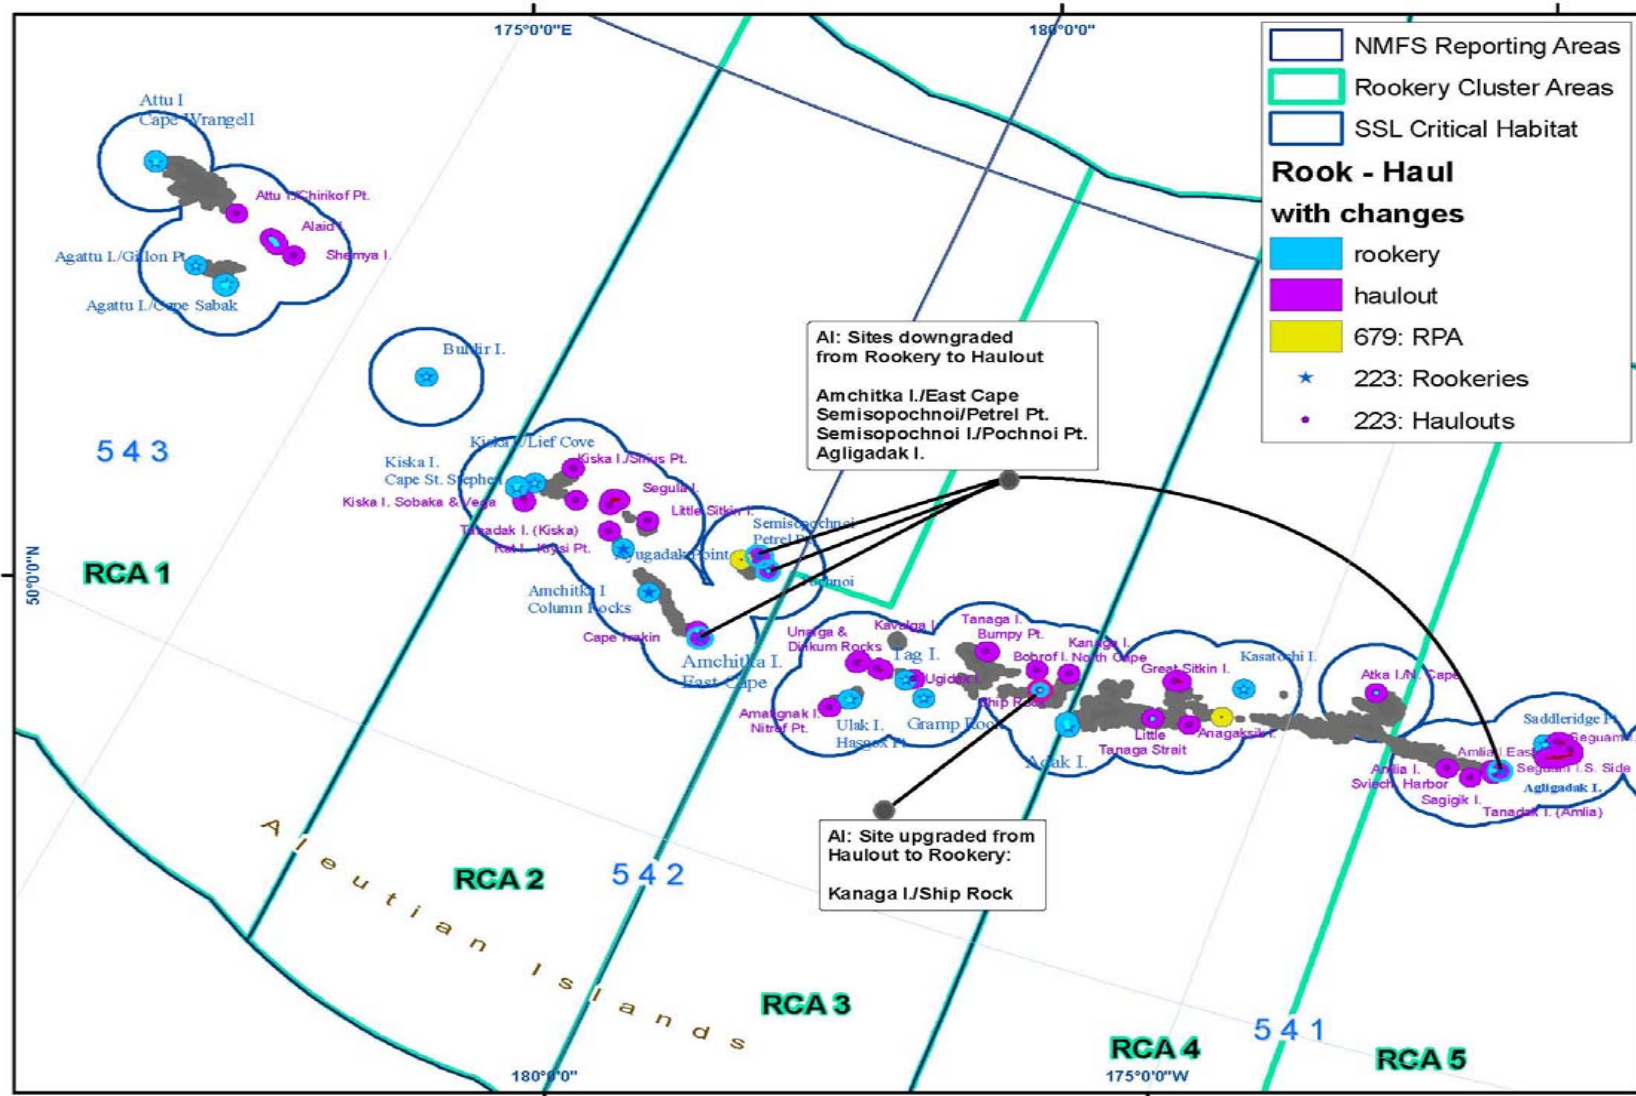 175°0'0"E
180°0'0"
NMFS Reporting Areas
Rookery Cluster Areas
SSL Critical Habitat
Rook - Haul
with changes
rookery
haulout
679: RPA
223: Rookeries
223: Haulouts
Attu I
Cape Wrangell
Attu I./Chirikof Pt.
Alaid I.
Shemya I.
Agattu I./Gillon Pt.
Agattu I./Cape Sabak
Buldir I.
543
AI: Sites downgraded
from Rookery to Haulout
Amchitka I./East Cape
Semisopochnoi/Petrel Pt.
Semisopochnoi I./Pochnoi Pt.
Agligadak I.
Kiska I./Lief Cove
Kiska I.
Cape St. Stephen
Kiska I./Sirius Pt.
Kiska I. Sobaka & Vega
Segula I.
Little Sitkin I.
Tanadak I. (Kiska)
Rat I. Krysi Pt.
Ayugadak Point
Semisopochnoi
Petrel Pt.
Pochnoi
50°0'0"N
RCA 1
Amchitka I
Column Rocks
Cape Ivakin
Amchitka I.
East Cape
Unalga &
Dinkum Rocks
Kavalga I.
Tag I.
Ugidak I.
Tanaga I.
Bumpy Pt.
Bobrof I.
Kanaga I.
North Cape
Ship Rock
Great Sitkin I.
Kasatochi I.
Atka I./N. Cape
Amatignak I.
Nitrof Pt.
Ulak I.
Hasgox Pt.
Gramp Rock
Adak I.
Little
Tanaga Strait
Anagaksik I.
Saddleridge Pt.
Seguam I.
Amlia I. East
Seguam I.S. Side
Amlia I.
Sviech. Harbor
Agligadak I.
Sagigik I.
Tanadak I. (Amlia)
AI: Site upgraded from
Haulout to Rookery:
Kanaga I./Ship Rock
Aleutian Islands
RCA 2
542
RCA 3
RCA 4
541
RCA 5
180°0'0"
175°0'0"W